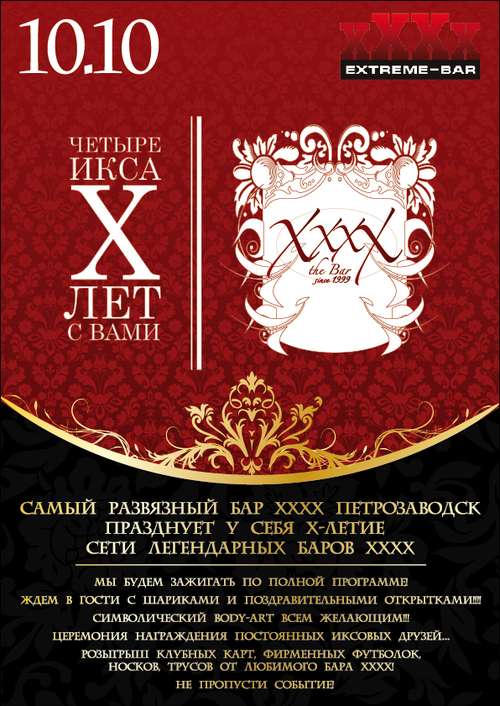 10.10
XXXX
EXTREME-BAR
ЧЕТЫРЕ
ИКСА
X
ЛЕТ
С ВАМИ
XXXX
the Bar
since 1999
САМЫЙ РАЗВЯЗНЫЙ БАР XXXX ПЕТРОЗАВОДСК
ПРАЗДНУЕТ У СЕБЯ X-ЛЕТИЕ
СЕТИ ЛЕГЕНДАРНЫХ БАРОВ XXXX
МЫ БУДЕМ ЗАЖИГАТЬ ПО ПОЛНОЙ ПРОГРАММЕ!
ЖДЕМ В ГОСТИ С ШАРИКАМИ И ПОЗДРАВИТЕЛЬНЫМИ ОТКРЫТКАМИ!!!!
СИМВОЛИЧЕСКИЙ BODY-ART ВСЕМ ЖЕЛАЮЩИМ!!!
ЦЕРЕМОНИЯ НАГРАЖДЕНИЯ ПОСТОЯННЫХ ИКСОВЫХ ДРУЗЕЙ...
РОЗЫГРЫШ КЛУБНЫХ КАРТ, ФИРМЕННЫХ ФУТБОЛОК,
НОСКОВ, ТРУСОВ ОТ ЛЮБИМОГО БАРА XXXX!
НЕ ПРОПУСТИ СОБЫТИЕ!